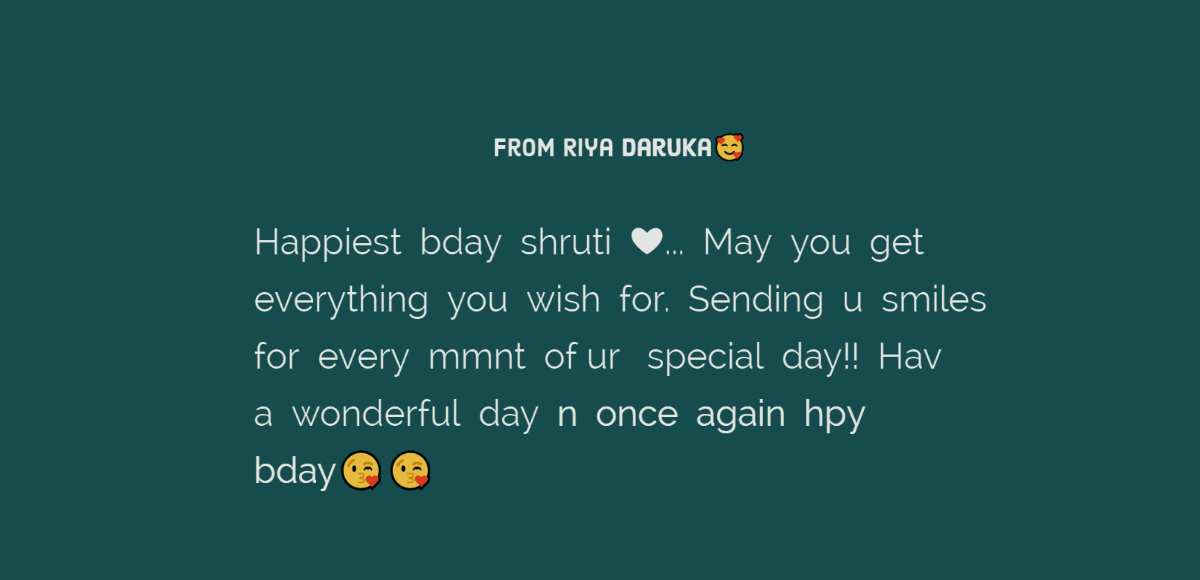 FROM RIYA DARUKA🥰
Happiest bday shruti ♥... May you get
everything you wish for. Sending u smiles
for every mmnt of ur special day!! Hav
a wonderful day n once again hpy
bday😘😘